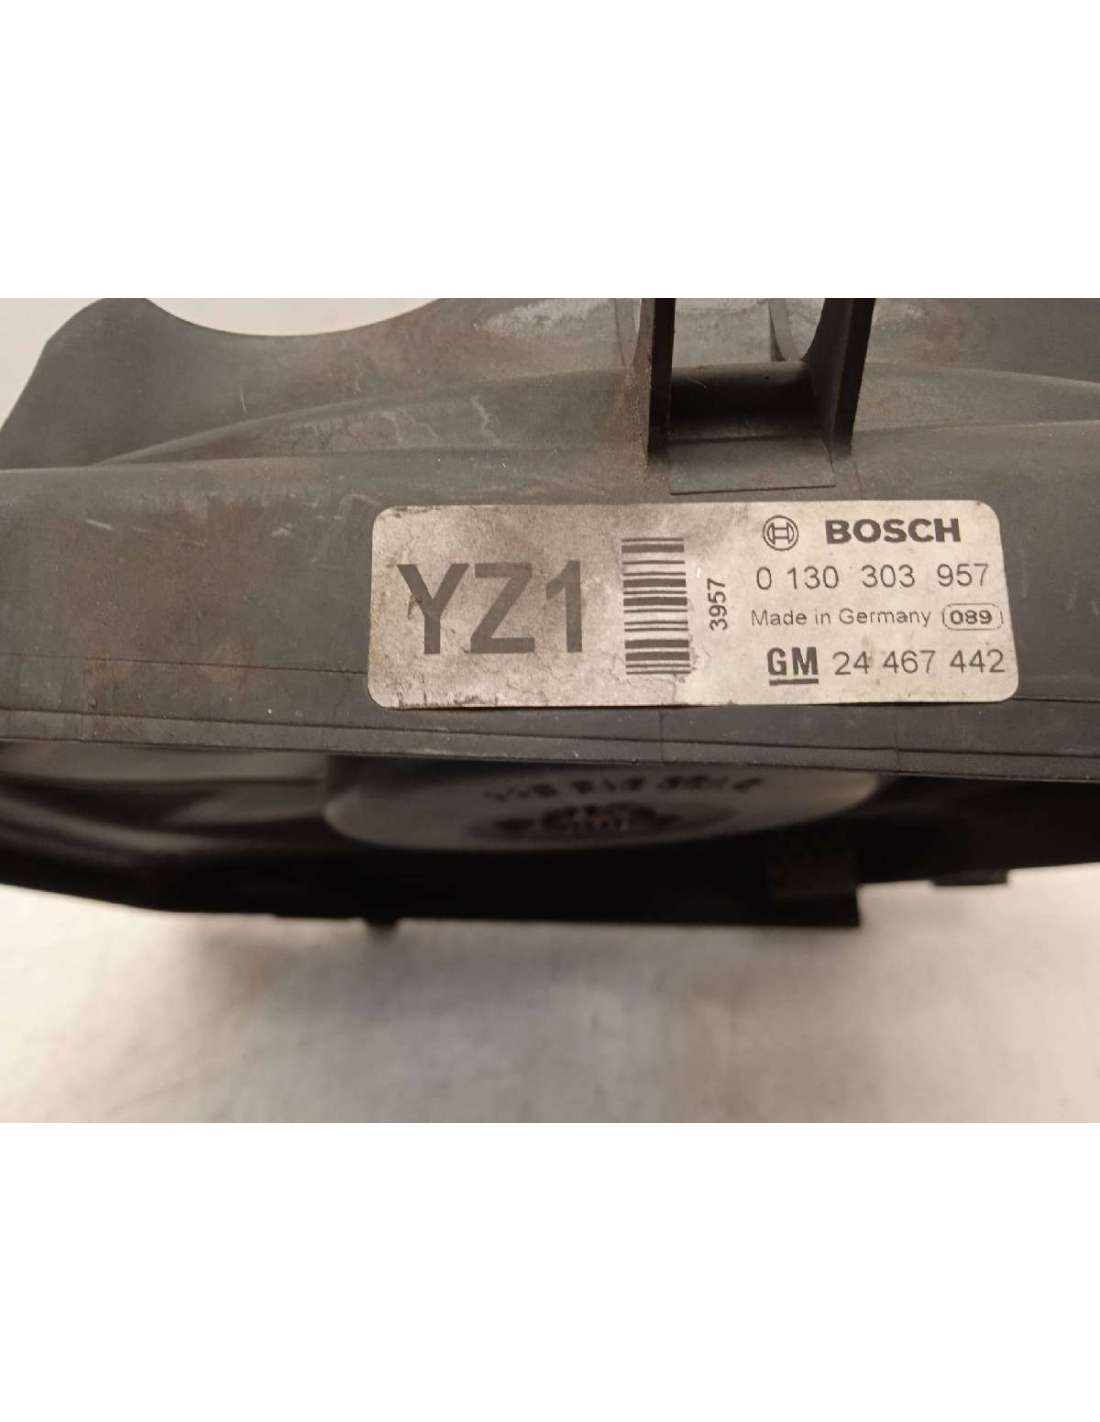 YZ1
3957
BOSCH
0 130 303 957
Made in Germany 089
GM 24 467 442